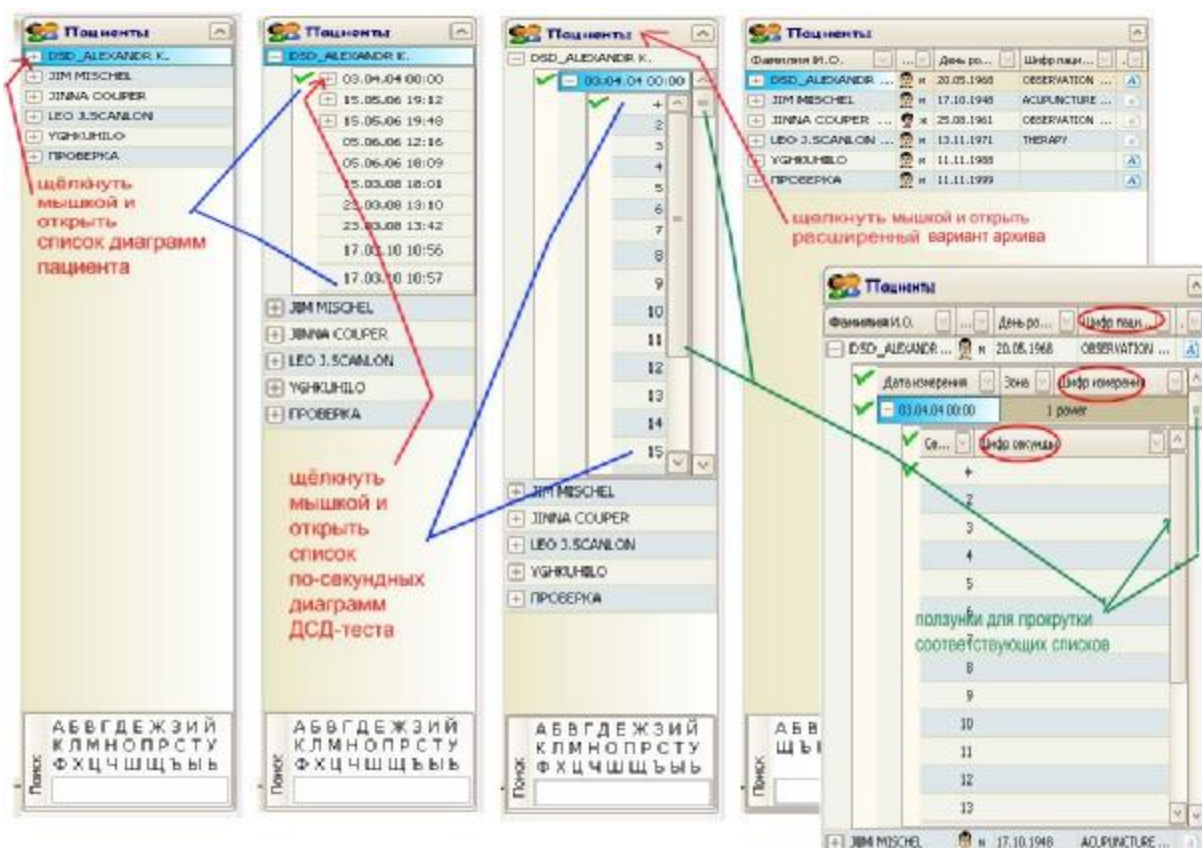 Пациенты
DSD_ALEXANDR K.
JIM MISCHEL
JINNA COUPER
LEO J.SCANLON
YGHKUHILO
ПРОВЕРКА
щёлкнуть
мышкой и
открыть
список диаграмм
пациента
Поиск
А Б В Г Д Е Ж З И Й
К Л М Н О П Р С Т У
Ф Х Ц Ч Ш Щ Ъ Ы Ь
Пациенты
DSD_ALEXANDR K.
03.04.04 00:00
15.05.06 19:12
15.05.06 19:48
05.06.06 12:16
05.06.06 18:09
15.03.08 18:01
23.03.08 13:10
23.03.08 13:42
17.03.10 10:56
17.03.10 10:57
JIM MISCHEL
JINNA COUPER
LEO J.SCANLON
YGHKUHILO
ПРОВЕРКА
щёлкнуть
мышкой и
открыть
список
по-секундных
диаграмм
ДСД-теста
Поиск
А Б В Г Д Е Ж З И Й
К Л М Н О П Р С Т У
Ф Х Ц Ч Ш Щ Ъ Ы Ь
Пациенты
DSD_ALEXANDR K.
03.04.04 00:00
+
2
3
4
5
6
7
8
9
10
11
12
13
14
15
JIM MISCHEL
JINNA COUPER
LEO J.SCANLON
YGHKUHILO
ПРОВЕРКА
Поиск
А Б В Г Д Е Ж З И Й
К Л М Н О П Р С Т У
Ф Х Ц Ч Ш Щ Ъ Ы Ь
Пациенты
Фамилия И.О. ... День ро... Шифр паци... .
DSD_ALEXANDR ... м 20.05.1968 OBSERVATION ... A
JIM MISCHEL м 17.10.1948 ACUPUNCTURE ...
JINNA COUPER ... ж 25.08.1961 OBSERVATION ...
LEO J.SCANLON ... м 13.11.1971 THERAPY
YGHKUHILO м 11.11.1988 A
ПРОВЕРКА м 11.11.1999 A
щелкнуть мышкой и открыть
расширенный вариант архива
Поиск
А Б В
Щ Ъ
Пациенты
Фамилия И.О. ... День ро... Шифр паци... .
DSD_ALEXANDR ... м 20.05.1968 OBSERVATION ... A
Дата измерения Зона Шифр измерения
03.04.04 00:00 1 power
Се... Шифр секунды
+
2
3
4
5
6
7
8
9
10
11
12
13
ползунки для прокрутки
соответствующих списков
JIM MISCHEL м 17.10.1948 ACUPUNCTURE ...